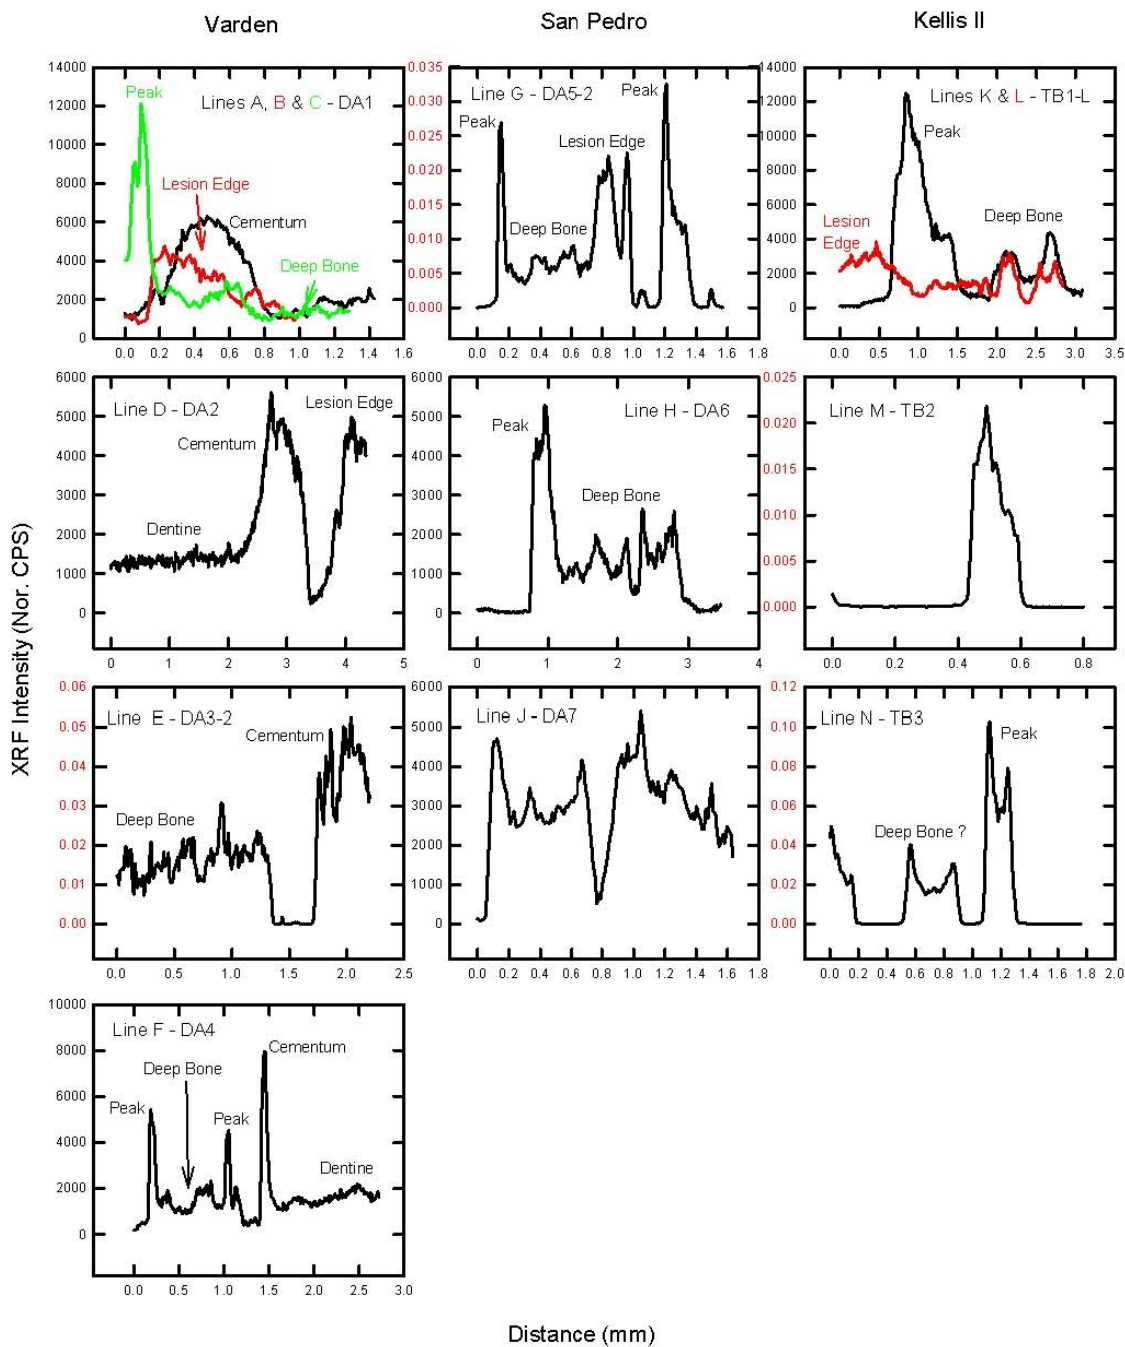 Varden
San Pedro
Kellis II
14000
12000
10000
8000
6000
4000
2000
0
Peak
Lines A, B & C - DA1
Lesion Edge
Cementum
Deep Bone
0.0 0.2 0.4 0.6 0.8 1.0 1.2 1.4 1.6
0.035
0.030
0.025
0.020
0.015
0.010
0.005
0.000
Line G - DA5-2
Peak
Peak
Lesion Edge
Deep Bone
0.0 0.2 0.4 0.6 0.8 1.0 1.2 1.4 1.6 1.8
14000
12000
10000
8000
6000
4000
2000
0
Lines K & L - TB1-L
Peak
Lesion
Edge
Deep Bone
0.0 0.5 1.0 1.5 2.0 2.5 3.0 3.5
6000
5000
4000
3000
2000
1000
0
Line D - DA2
Lesion Edge
Cementum
Dentine
0 1 2 3 4 5
6000
5000
4000
3000
2000
1000
0
Line H - DA6
Peak
Deep Bone
0 1 2 3 4
0.025
0.020
0.015
0.010
0.005
0.000
Line M - TB2
0.0 0.2 0.4 0.6 0.8
XRF Intensity (Nor. CPS)
0.06
0.05
0.04
0.03
0.02
0.01
0.00
Line E - DA3-2
Cementum
Deep Bone
0.0 0.5 1.0 1.5 2.0 2.5
6000
5000
4000
3000
2000
1000
0
Line J - DA7
0.0 0.2 0.4 0.6 0.8 1.0 1.2 1.4 1.6 1.8
0.12
0.10
0.08
0.06
0.04
0.02
0.00
Line N - TB3
Peak
Deep Bone ?
0.0 0.2 0.4 0.6 0.8 1.0 1.2 1.4 1.6 1.8 2.0
10000
8000
6000
4000
2000
0
Line F - DA4
Cementum
Deep Bone
Peak
Peak
Dentine
0.0 0.5 1.0 1.5 2.0 2.5 3.0
Distance (mm)